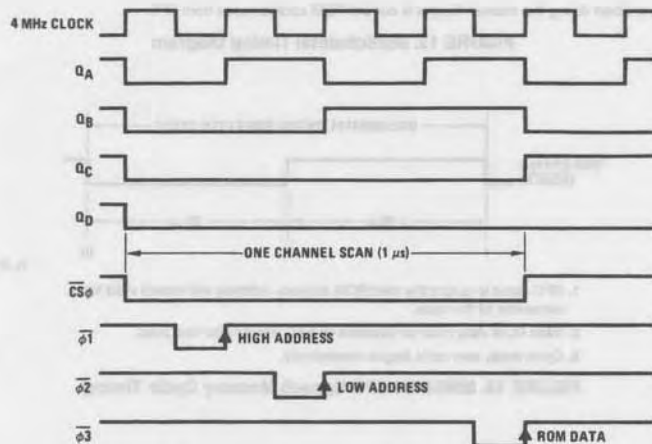 4 MHz CLOCK
QA
QB
QC
QD
ONE CHANNEL SCAN (1 μs)
CSϕ
ϕ1
HIGH ADDRESS
ϕ2
LOW ADDRESS
ϕ3
ROM DATA